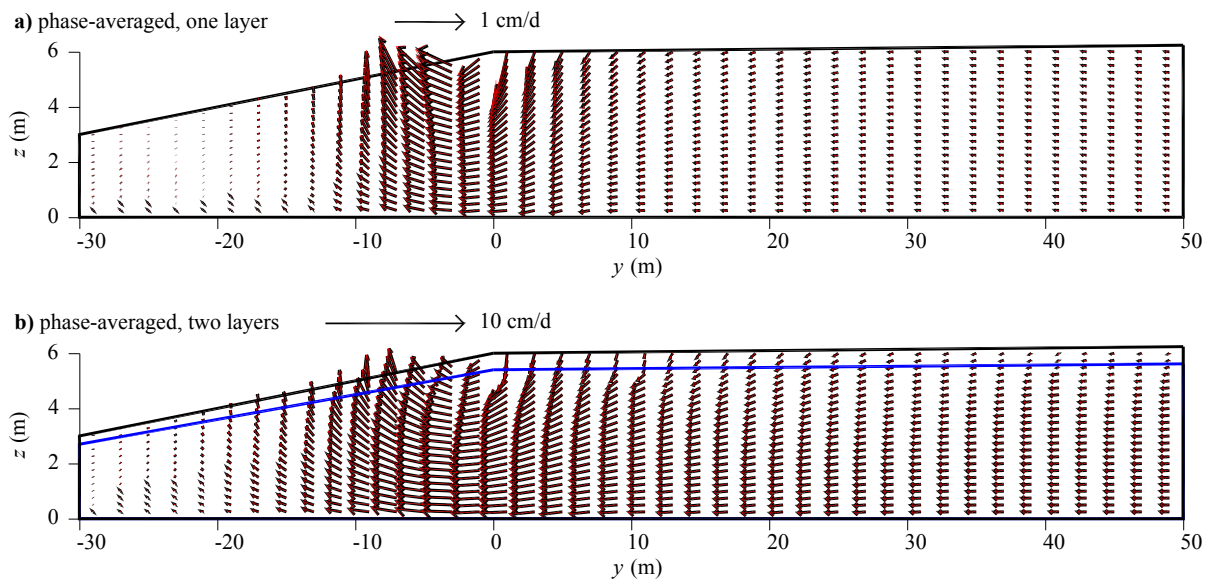 a) phase-averaged, one layer 1 cm/d
6
4
2
0
z (m)
-30 -20 -10 0 10 20 30 40 50
y (m)
b) phase-averaged, two layers 10 cm/d
6
4
2
0
z (m)
-30 -20 -10 0 10 20 30 40 50
y (m)